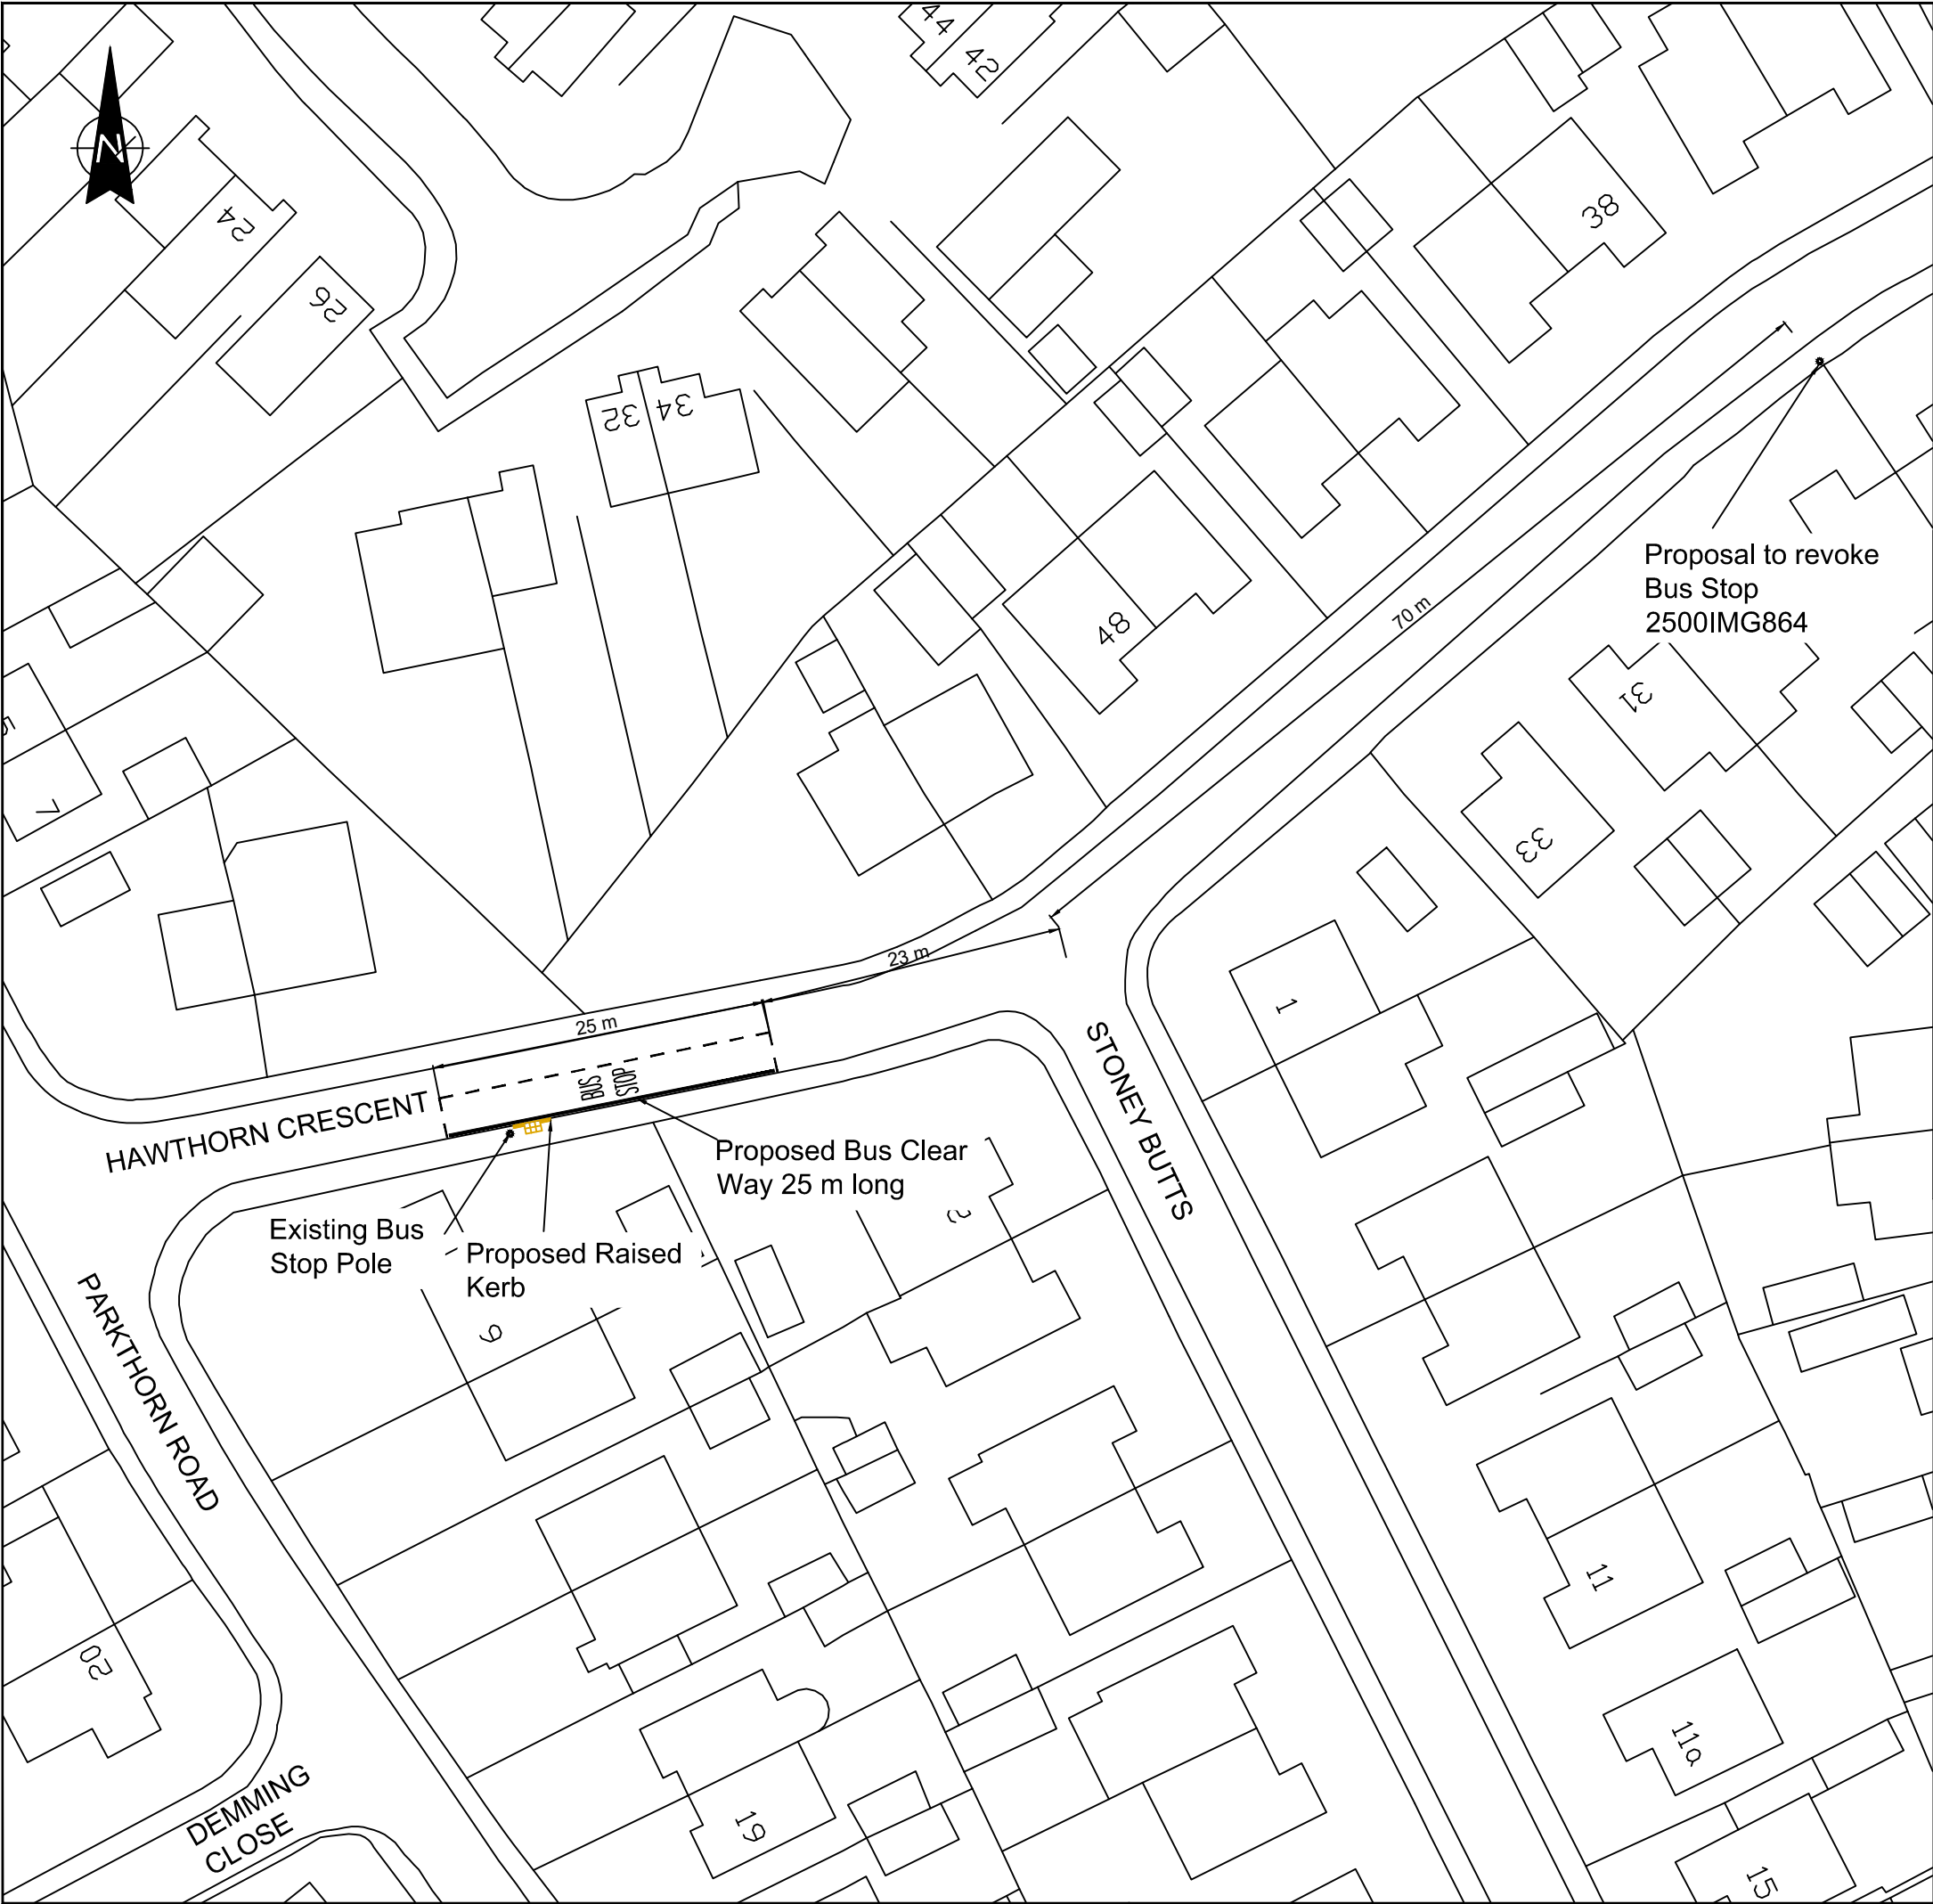 44
42
N
24
26
38
32
34
Proposal to revoke
Bus Stop
2500IMG864
70 m
48
31
33
7
23 m
1
25 m
BUS
STOP
HAWTHORN CRESCENT
STONEY BUTTS
Proposed Bus Clear
Way 25 m long
2
Existing Bus
Stop Pole
Proposed Raised
Kerb
9
PARKTHORN ROAD
11
20
11a
19
15
DEMMING
CLOSE